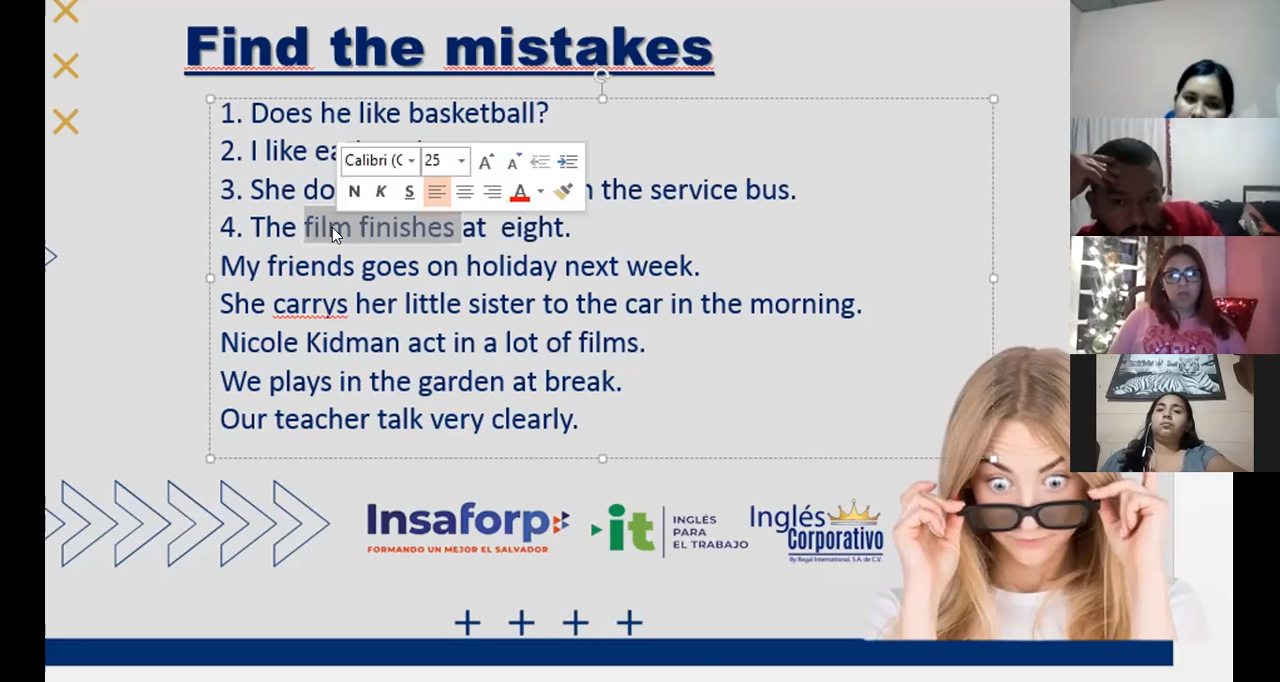 Find the mistakes
1. Does he like basketball?
2. I like
Calibri (C 25
N K S A
3. She the service bus.
4. The film finishes at eight.
My friends goes on holiday next week.
She carrys her little sister to the car in the morning.
Nicole Kidman act in a lot of films.
We plays in the garden at break.
Our teacher talk very clearly.
Insaforp
FORMANDO UN MEJOR EL SALVADOR
it
INGLÉS
PARA
EL TRABAJO
Inglés
Corporativo
By Regal International, S.A. de C.V.